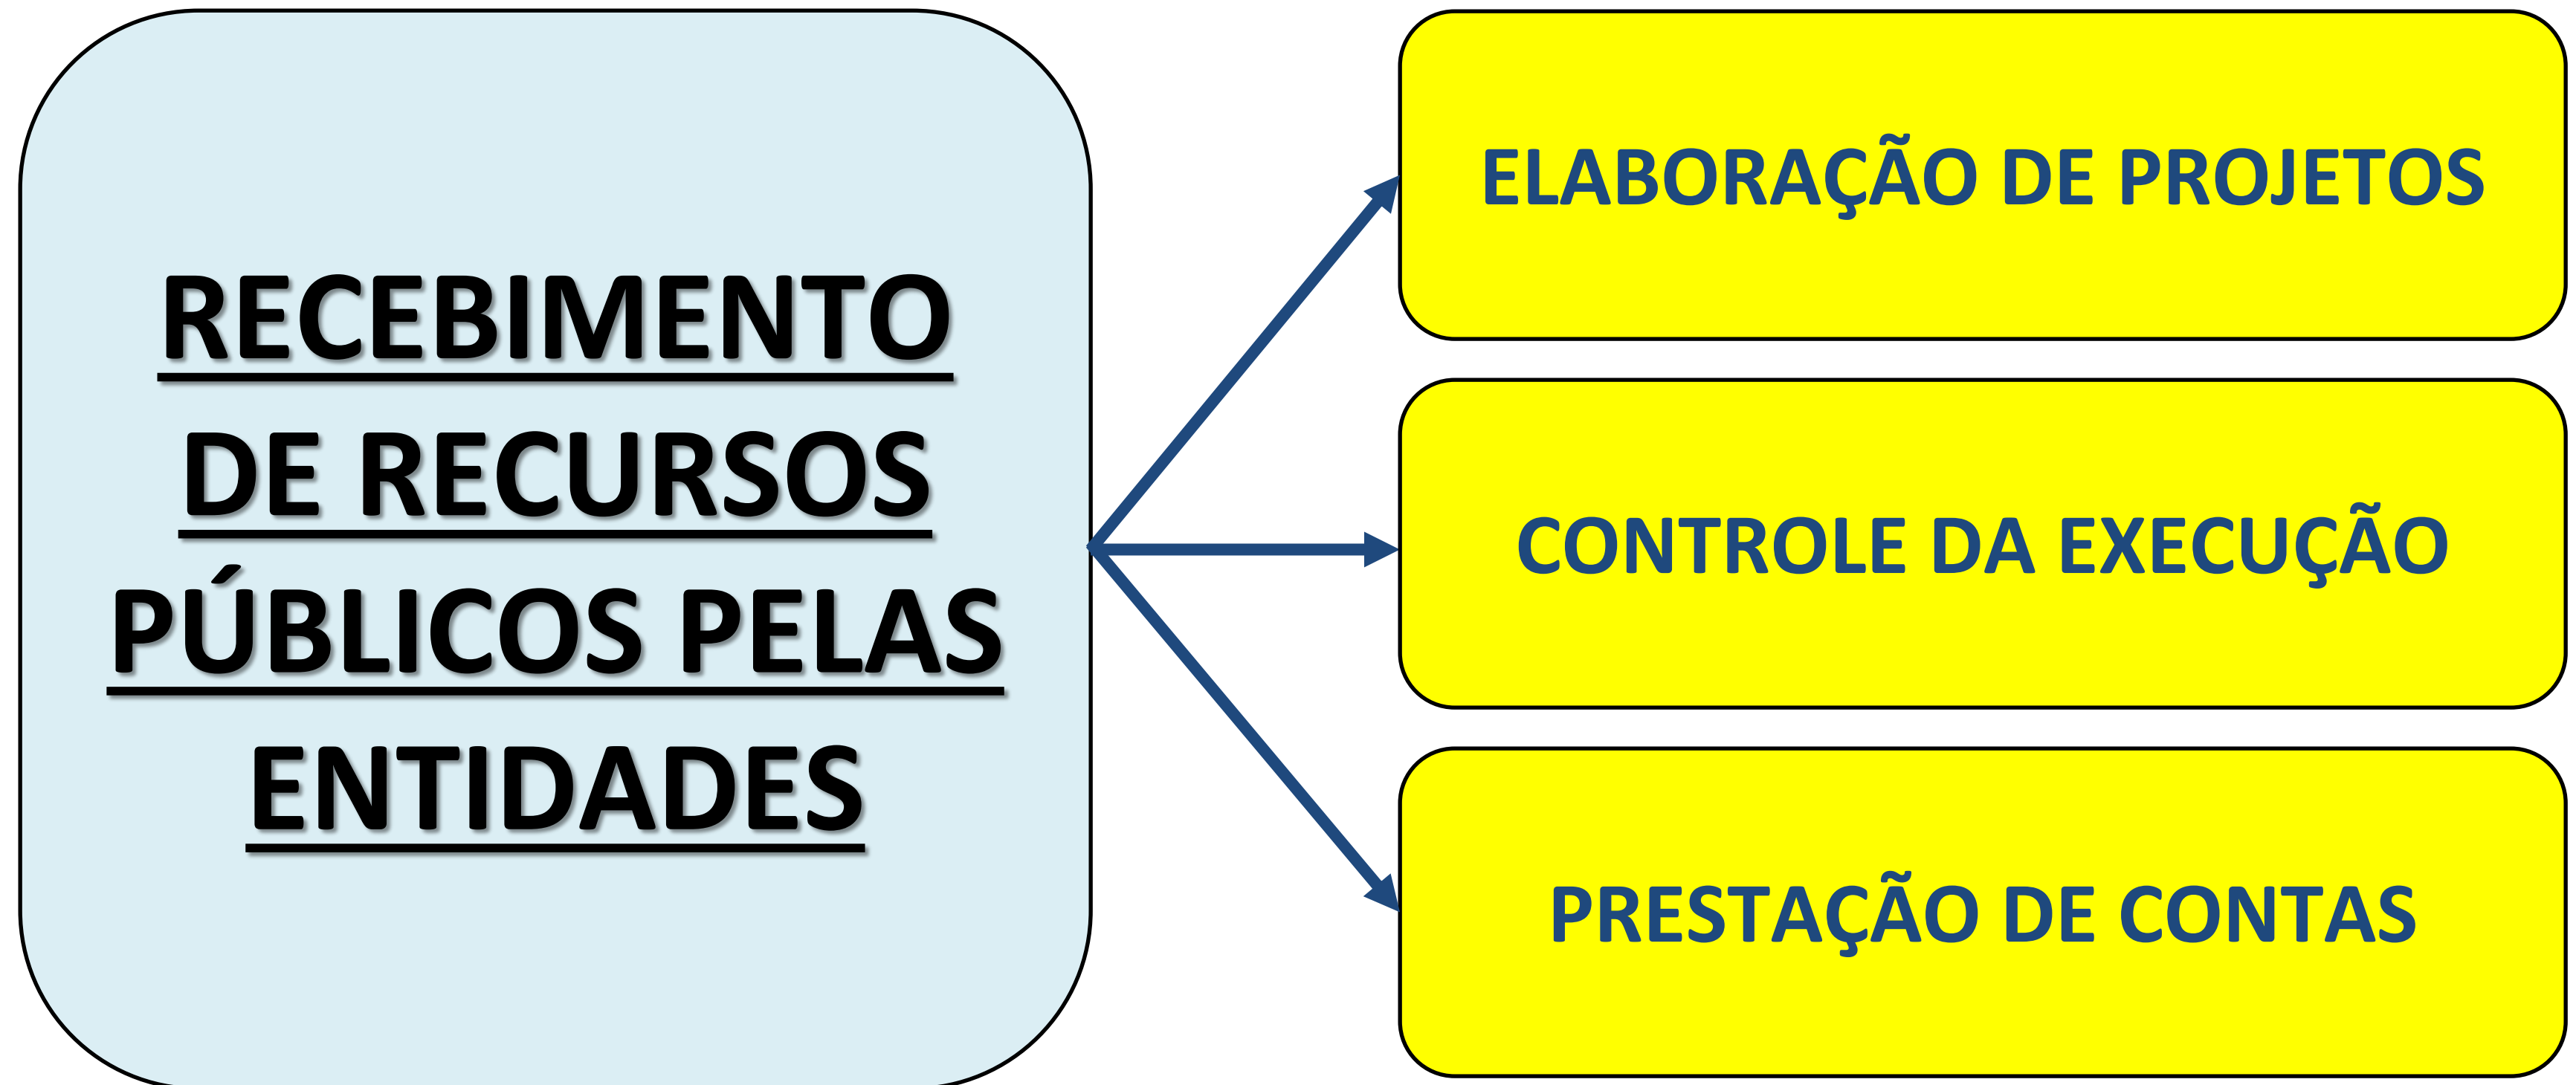 RECEBIMENTO
DE RECURSOS
PÚBLICOS PELAS
ENTIDADES
ELABORAÇÃO DE PROJETOS
CONTROLE DA EXECUÇÃO
PRESTAÇÃO DE CONTAS